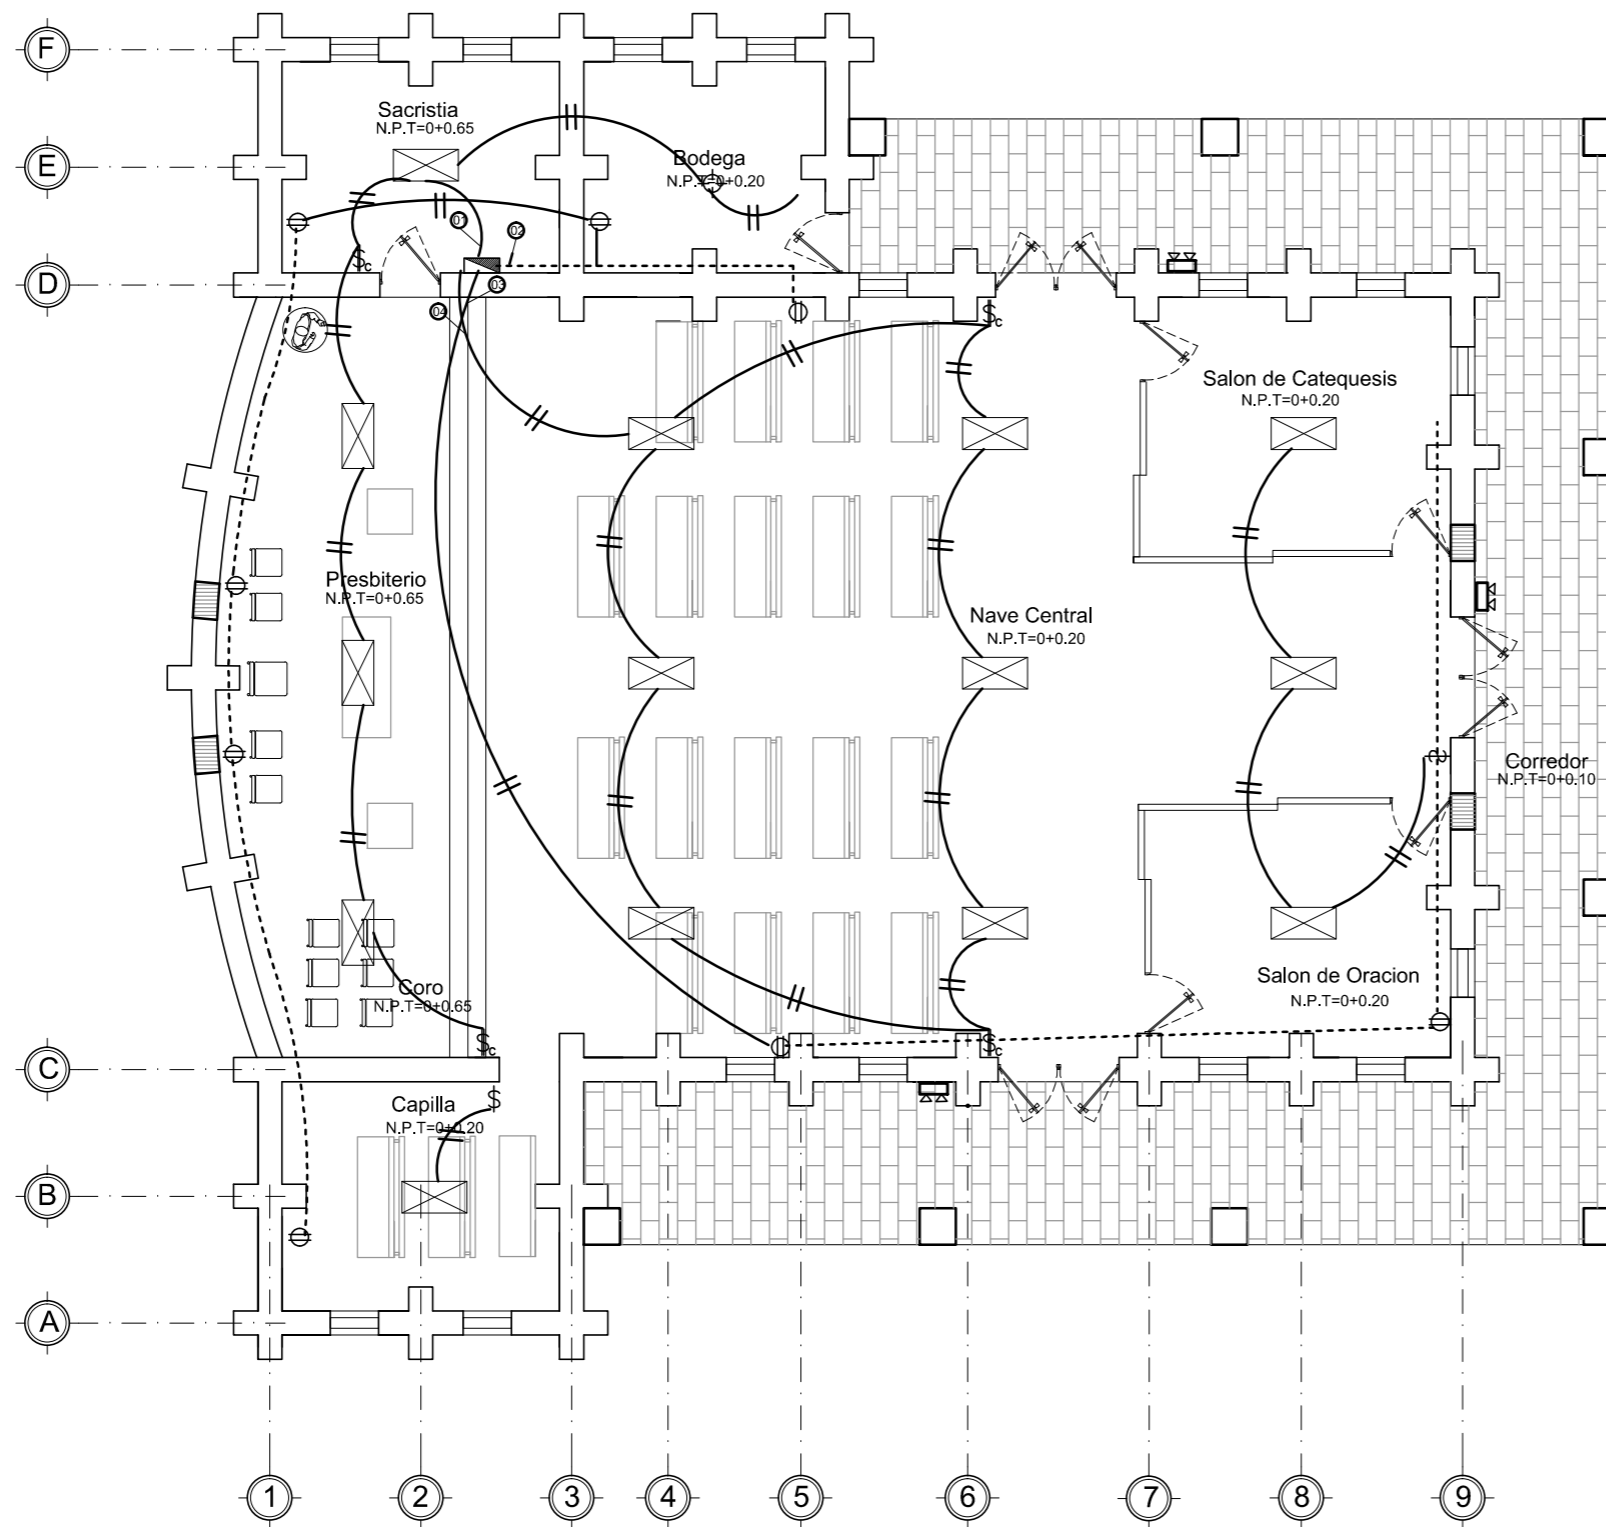 F
Sacristia
N.P.T=0+0.65
E
Bodega
N.P.T=0+0.20
01
02
$c
D
03
04
$c
Salon de Catequesis
N.P.T=0+0.20
Presbiterio
N.P.T=0+0.65
Nave Central
N.P.T=0+0.20
Corredor
N.P.T=0+0.10
Coro
N.P.T=0+0.65
Salon de Oracion
N.P.T=0+0.20
$c
$c
C
Capilla
N.P.T=0+0.20
$
B
A
1
2
3
4
5
6
7
8
9